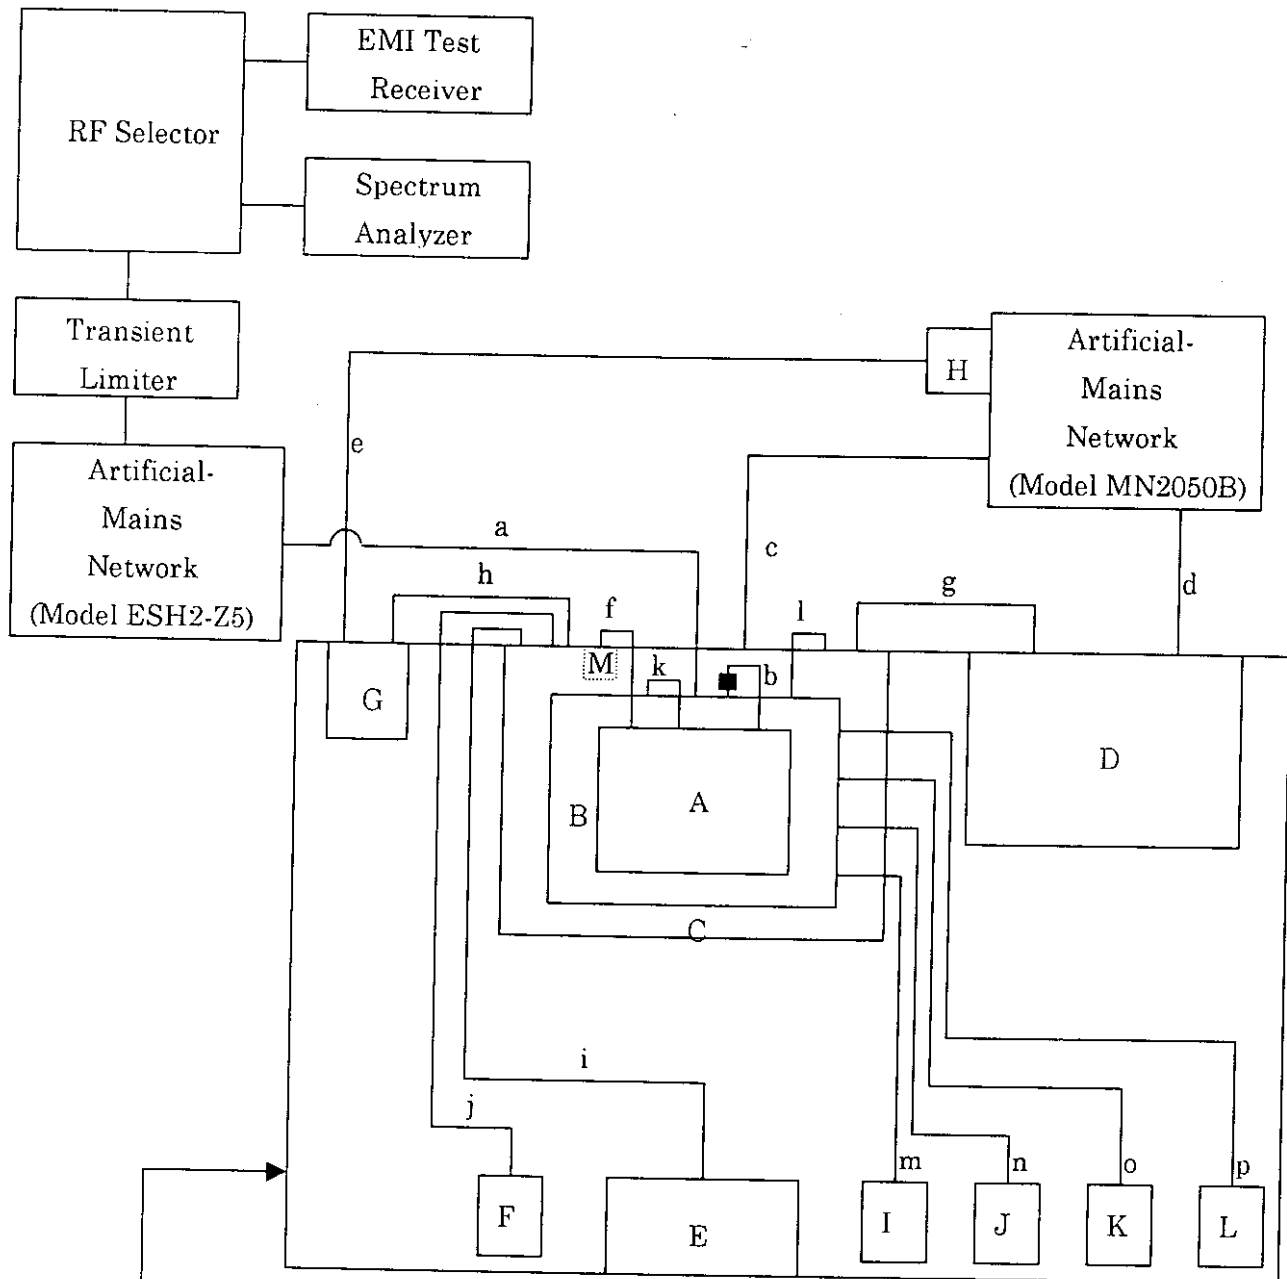 EMI Test
Receiver
RF Selector
Spectrum
Analyzer
Transient
Limiter
Artificial-
Mains
Network
(Model MN2050B)
H
e
Artificial-
Mains
Network
(Model ESH2-Z5)
a
c
d
h
f
l
g
M
k
b
G
D
B
A
C
i
j
m
n
o
p
F
E
I
J
K
L